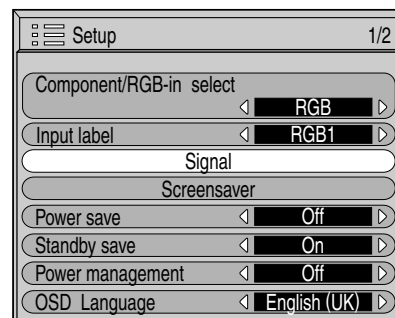 Setup 1/2
Component/RGB-in select
RGB
Input label RGB1
Signal
Screensaver
Power save Off
Standby save On
Power management Off
OSD Language English (UK)